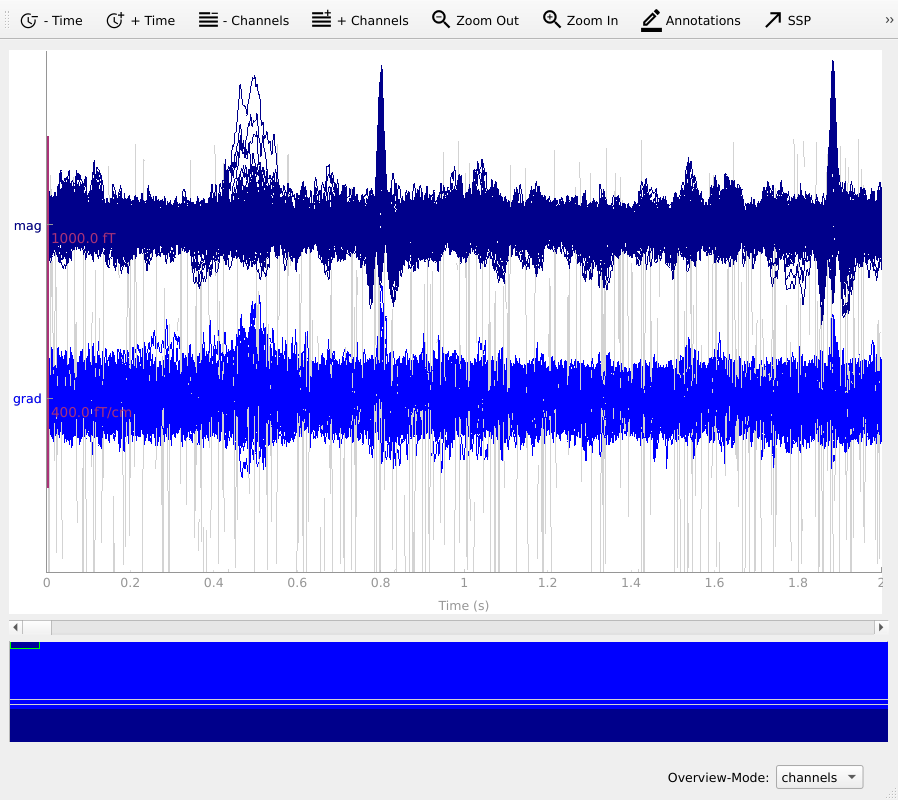 - Time + Time - Channels + Channels Zoom Out Zoom In Annotations SSP »
mag
1000.0 fT
grad
400.0 fT/cm
0 0.2 0.4 0.6 0.8 1 1.2 1.4 1.6 1.8 2
Time (s)
Overview-Mode: channels